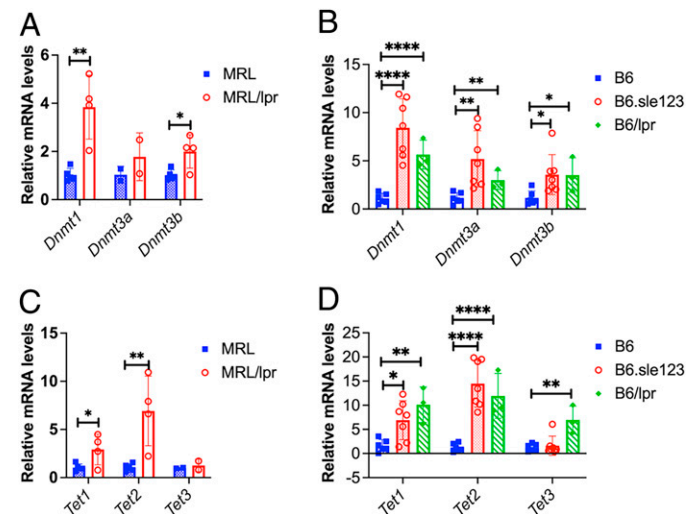 A
Relative mRNA levels
6
4
2
0
**
*
MRL
MRL/lpr
Dnmt1
Dnmt3a
Dnmt3b
B
Relative mRNA levels
15
10
5
0
****
****
**
**
*
*
B6
B6.sle123
B6/lpr
Dnmt1
Dnmt3a
Dnmt3b
C
Relative mRNA levels
15
10
5
0
*
**
MRL
MRL/lpr
Tet1
Tet2
Tet3
D
Relative mRNA levels
25
20
15
10
5
0
-5
**
*
****
****
**
B6
B6.sle123
B6/lpr
Tet1
Tet2
Tet3